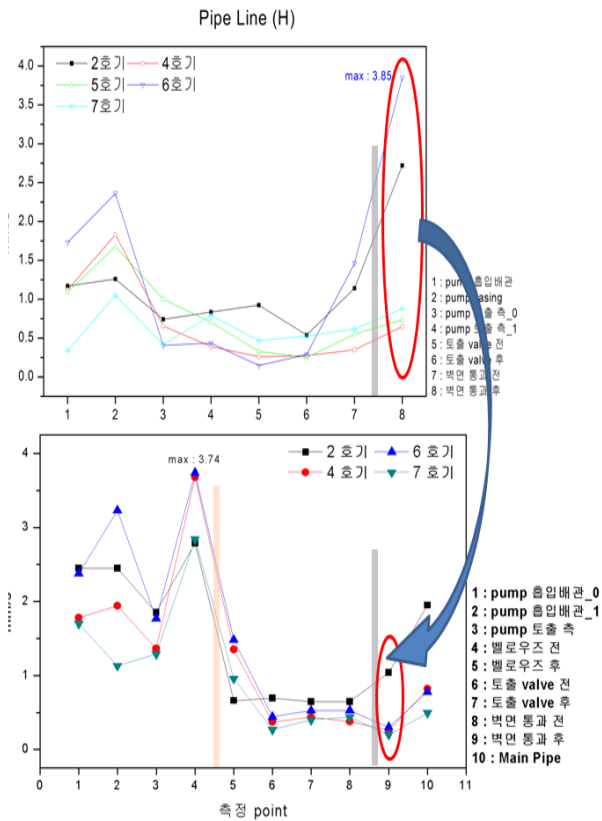 Pipe Line (H)
2호기 4호기
5호기 6호기
7호기
max : 3.85
4.0
3.5
3.0
2.5
2.0
1.5
1.0
0.5
0.0
1 2 3 4 5 6 7 8
1 : pump 흡입배관
2 : pump casing
3 : pump 토출 측_0
4 : pump 토출 측_1
5 : 토출 valve 전
6 : 토출 valve 후
7 : 벽면 통과 전
8 : 벽면 통과 후
max : 3.74
2 호기 6 호기
4 호기 7 호기
4
3
2
1
0
0 1 2 3 4 5 6 7 8 9 10 11
측정 point
1 : pump 흡입배관_0
2 : pump 흡입배관_1
3 : pump 토출 측
4 : 벨로우즈 전
5 : 벨로우즈 후
6 : 토출 valve 전
7 : 토출 valve 후
8 : 벽면 통과 전
9 : 벽면 통과 후
10 : Main Pipe